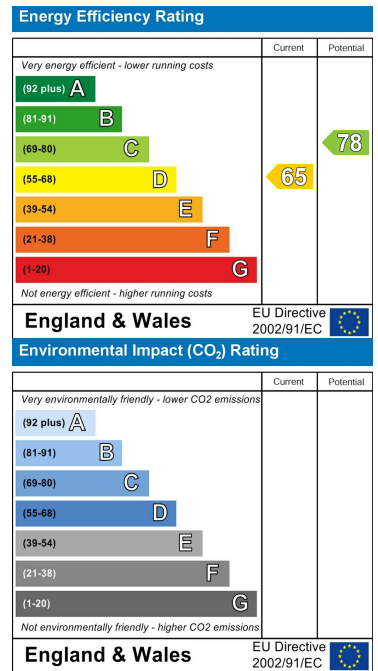 Energy Efficiency Rating
Current Potential
Very energy efficient - lower running costs
(92 plus) A
(81-91) B
(69-80) C
78
(55-68) D
65
(39-54) E
(21-38) F
(1-20) G
Not energy efficient - higher running costs
England & Wales
EU Directive
2002/91/EC
Environmental Impact (CO₂) Rating
Current Potential
Very environmentally friendly - lower CO2 emissions
(92 plus) A
(81-91) B
(69-80) C
(55-68) D
(39-54) E
(21-38) F
(1-20) G
Not environmentally friendly - higher CO2 emissions
England & Wales
EU Directive
2002/91/EC